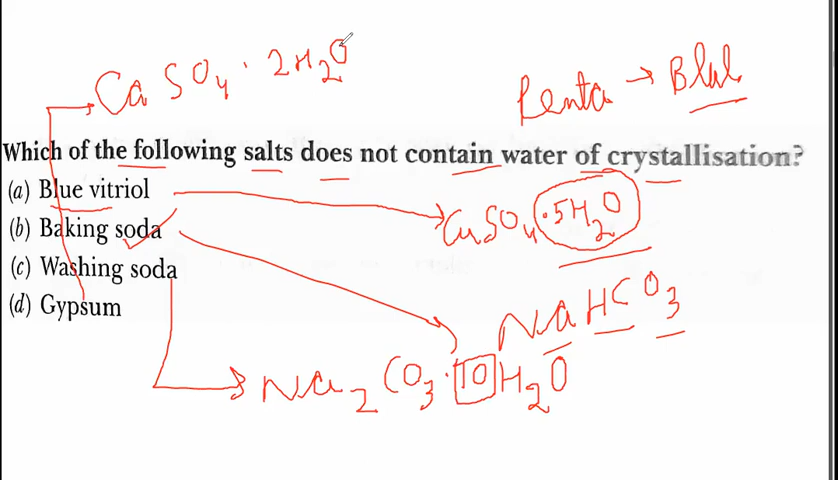 CaSO4 · 2H2O
Penta → Blue
Which of the following salts does not contain water of crystallisation?
(a) Blue vitriol
CuSO4 · 5H2O
(b) Baking soda
(c) Washing soda
NaHCO3
(d) Gypsum
Na2CO3 · 10H2O